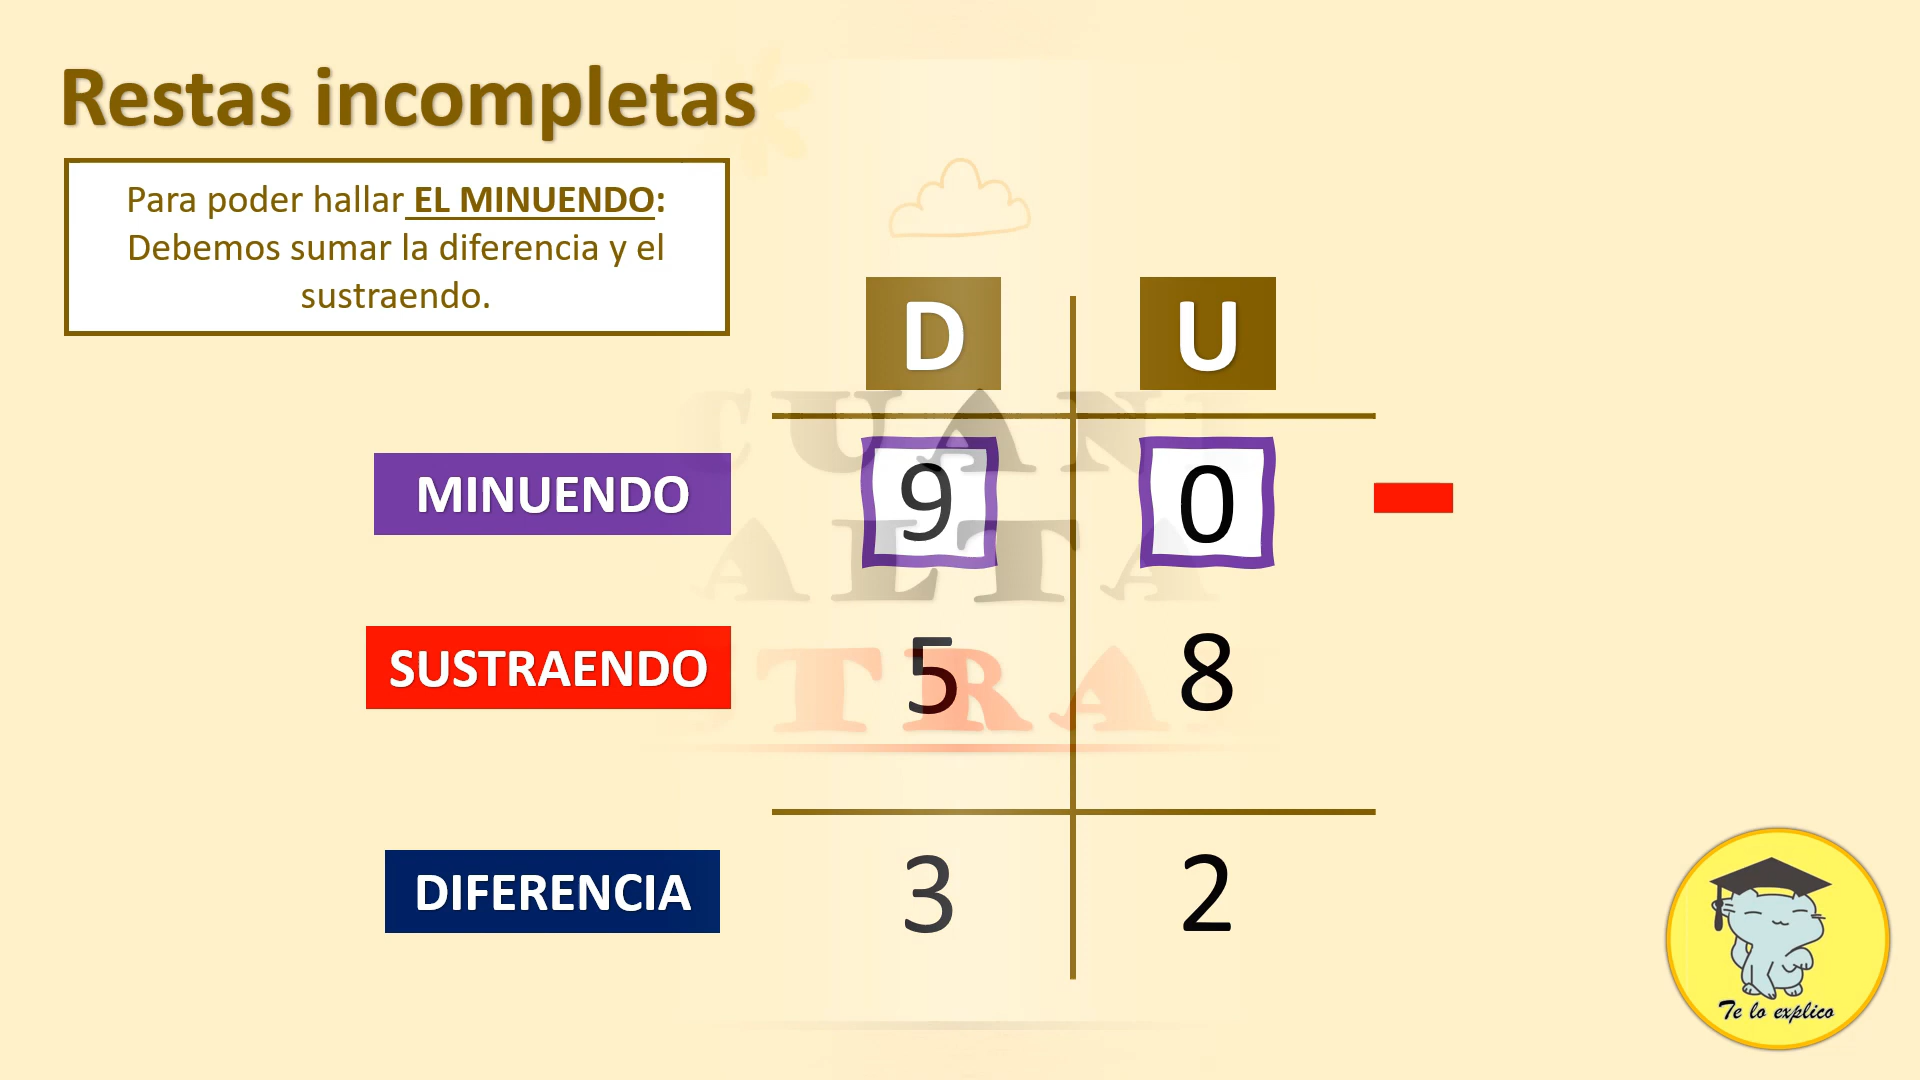 Restas incompletas
Para poder hallar EL MINUENDO:
Debemos sumar la diferencia y el
sustraendo.
D U
MINUENDO 9 0
SUSTRAENDO 5 8
DIFERENCIA 3 2
Te lo explico